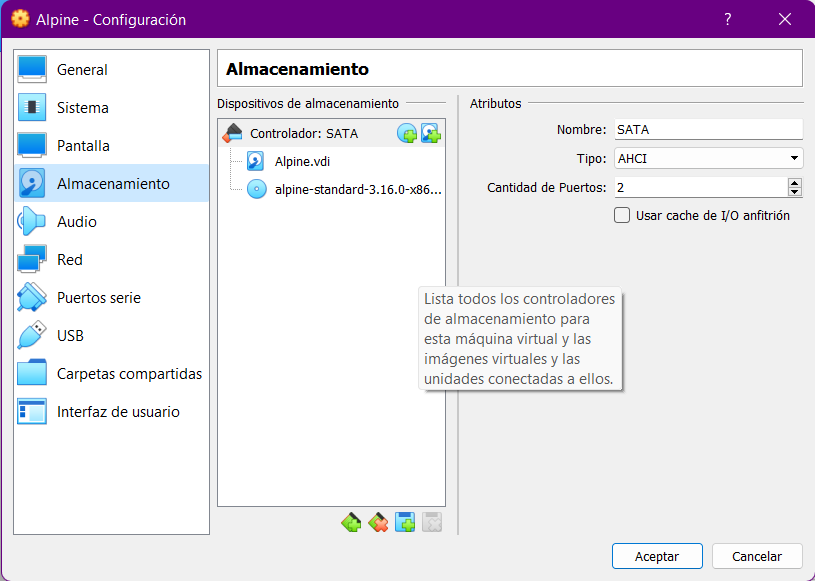 Alpine - Configuración
?
General
Sistema
Pantalla
Almacenamiento
Audio
Red
Puertos serie
USB
Carpetas compartidas
Interfaz de usuario
Almacenamiento
Dispositivos de almacenamiento
Controlador: SATA
Alpine.vdi
alpine-standard-3.16.0-x86...
Atributos
Nombre: SATA
Tipo: AHCI
Cantidad de Puertos: 2
Usar cache de I/O anfitrión
Lista todos los controladores
de almacenamiento para
esta máquina virtual y las
imágenes virtuales y las
unidades conectadas a ellos.
Aceptar
Cancelar